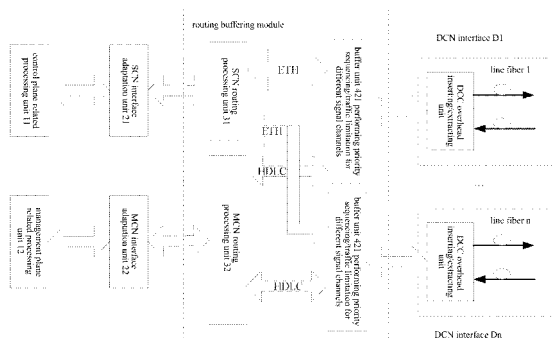 routing buffering module
DCN interface D1
control plane related
processing unit 11
SCN interface
adaptation unit 21
SCN routing
processing unit 31
ETH
buffer unit 421 performing priority
sequencing/traffic limitation for
different signal channels
DCC overhead
inserting/extracting
unit
line fiber 1
ETH
HDLC
...
management plane
related processing
unit 12
MCN interface
adaptation unit 22
MCN routing
processing unit 32
HDLC
buffer unit 421 performing priority
sequencing/traffic limitation for
different signal channels
DCC overhead
inserting/extracting
unit
line fiber n
DCN interface Dn